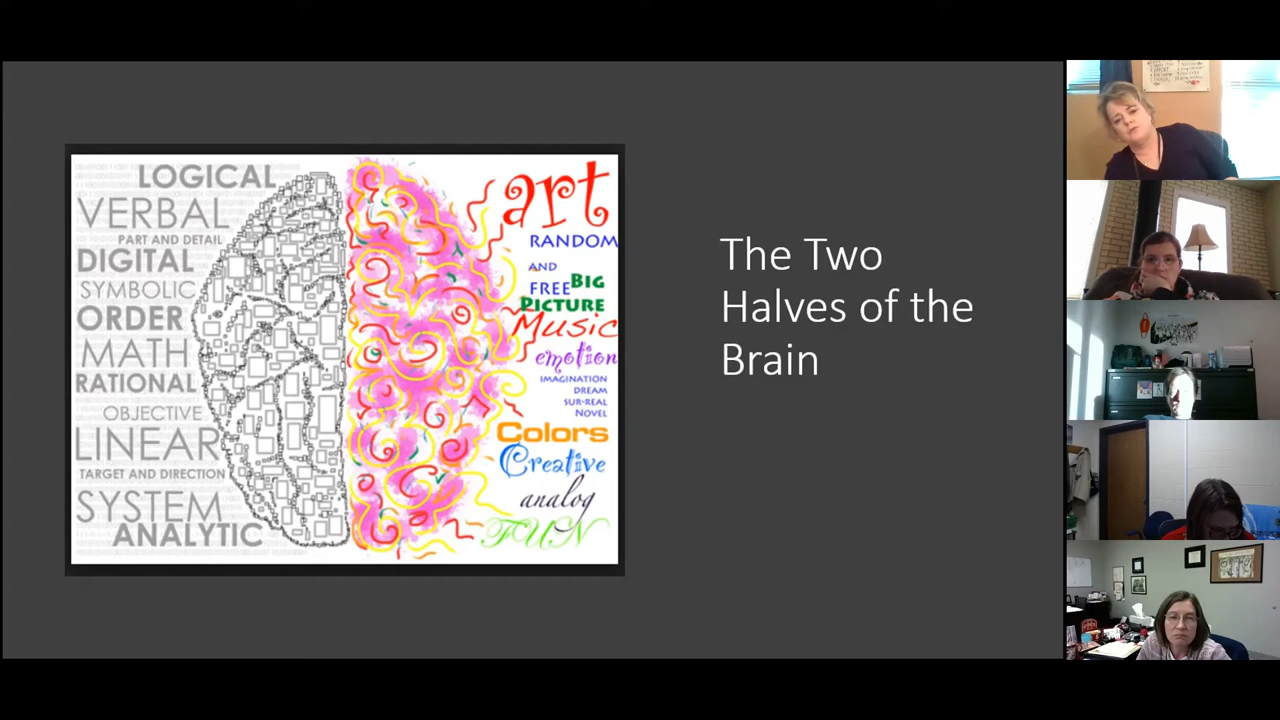 LOGICAL
VERBAL
PART AND DETAIL
DIGITAL
SYMBOLIC
ORDER
MATH
RATIONAL
OBJECTIVE
LINEAR
TARGET AND DIRECTION
SYSTEM
ANALYTIC
art
RANDOM
AND
FREE
BIG
PICTURE
Music
emotion
IMAGINATION
DREAM
SUR-REAL
NOVEL
Colors
Creative
analog
FUN
The Two
Halves of the
Brain